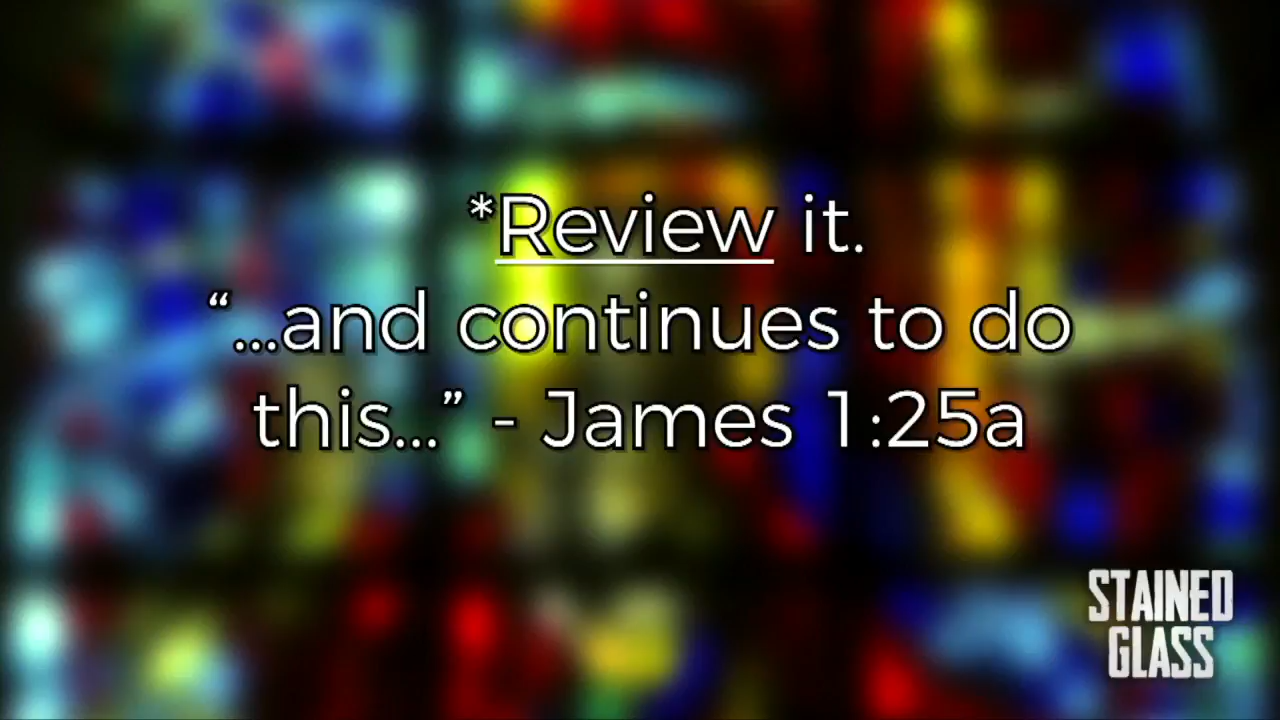 *Review it.
“...and continues to do
this...” - James 1:25a
STAINED
GLASS